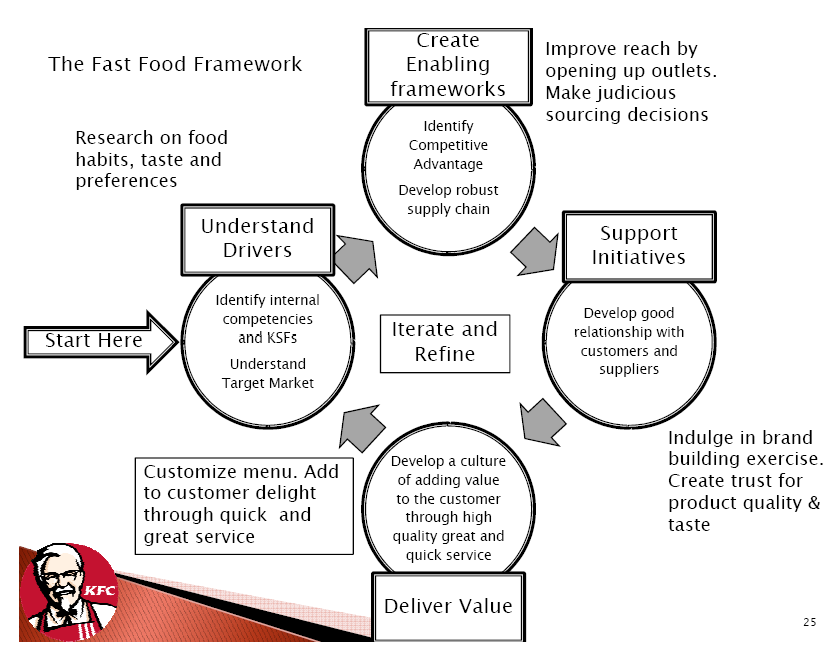 The Fast Food Framework
Create
Enabling
frameworks
Improve reach by
opening up outlets.
Make judicious
sourcing decisions
Identify
Competitive
Advantage
Develop robust
supply chain
Research on food
habits, taste and
preferences
Understand
Drivers
Support
Initiatives
Start Here
Identify internal
competencies
and KSFs
Understand
Target Market
Iterate and
Refine
Develop good
relationship with
customers and
suppliers
Indulge in brand
building exercise.
Create trust for
product quality &
taste
Customize menu. Add
to customer delight
through quick  and
great service
Develop a culture
of adding value
to the customer
through high
quality great and
quick service
Deliver Value
KFC
25